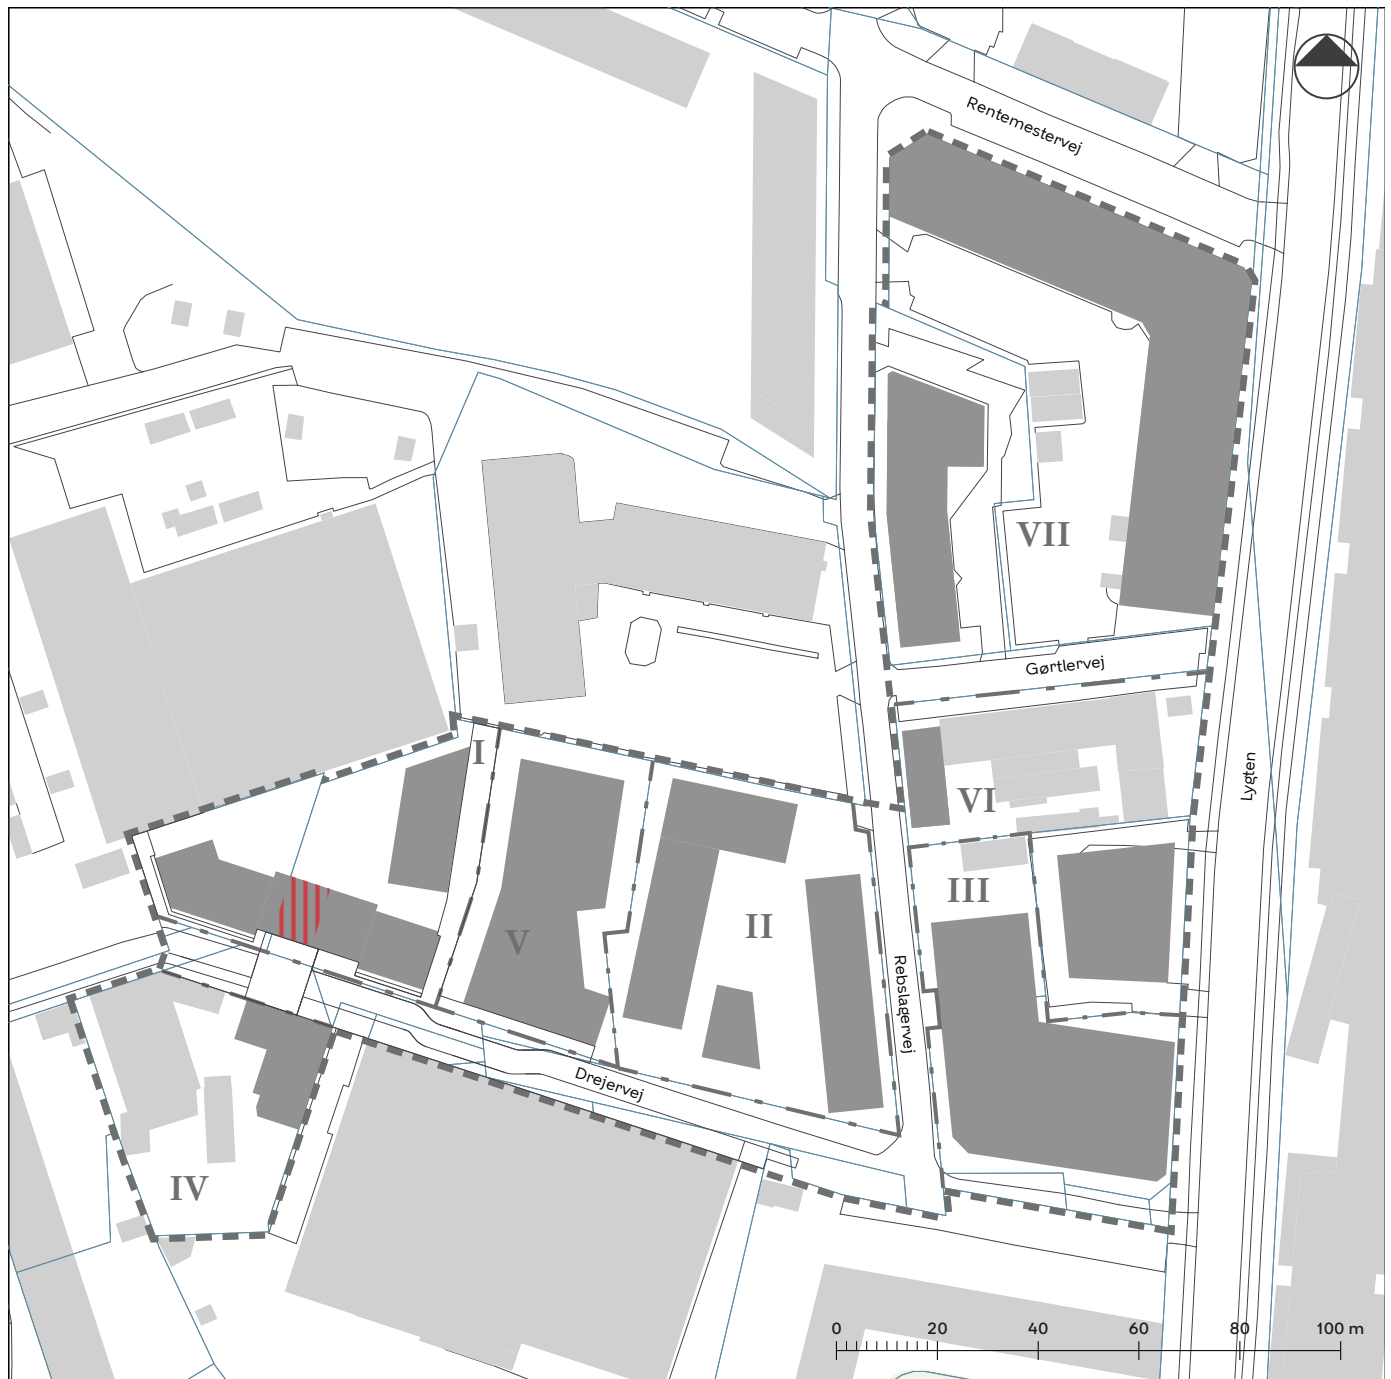 Rentemestervej
VII
Gørtlervej
I
Lygten
VI
III
II
V
Rebslagervej
Drejervej
IV
0 20 40 60 80 100 m